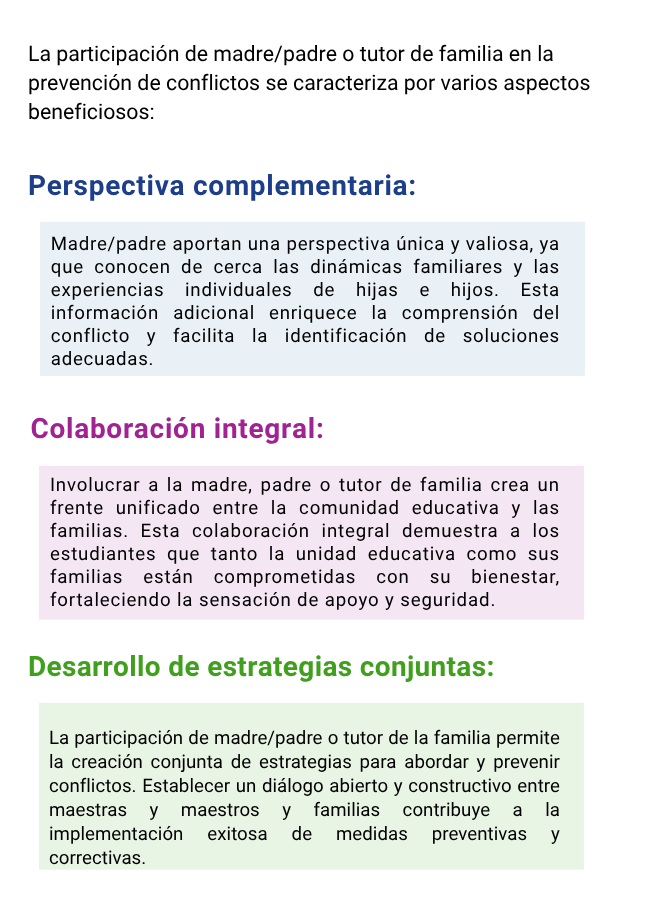 La participación de madre/padre o tutor de familia en la
prevención de conflictos se caracteriza por varios aspectos
beneficiosos:
Perspectiva complementaria:
Madre/padre aportan una perspectiva única y valiosa, ya
que conocen de cerca las dinámicas familiares y las
experiencias individuales de hijas e hijos. Esta
información adicional enriquece la comprensión del
conflicto y facilita la identificación de soluciones
adecuadas.
Colaboración integral:
Involucrar a la madre, padre o tutor de familia crea un
frente unificado entre la comunidad educativa y las
familias. Esta colaboración integral demuestra a los
estudiantes que tanto la unidad educativa como sus
familias están comprometidas con su bienestar,
fortaleciendo la sensación de apoyo y seguridad.
Desarrollo de estrategias conjuntas:
La participación de madre/padre o tutor de la familia permite
la creación conjunta de estrategias para abordar y prevenir
conflictos. Establecer un diálogo abierto y constructivo entre
maestras y maestros y familias contribuye a la
implementación exitosa de medidas preventivas y
correctivas.